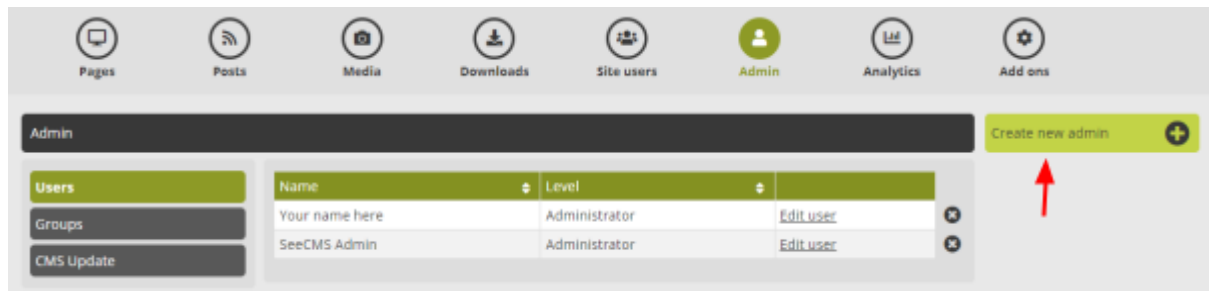 Pages Posts Media Downloads Site users Admin Analytics Add ons
Admin
Create new admin
Users
Groups
CMS Update
Name Level
Your name here Administrator Edit user
SeeCMS Admin Administrator Edit user